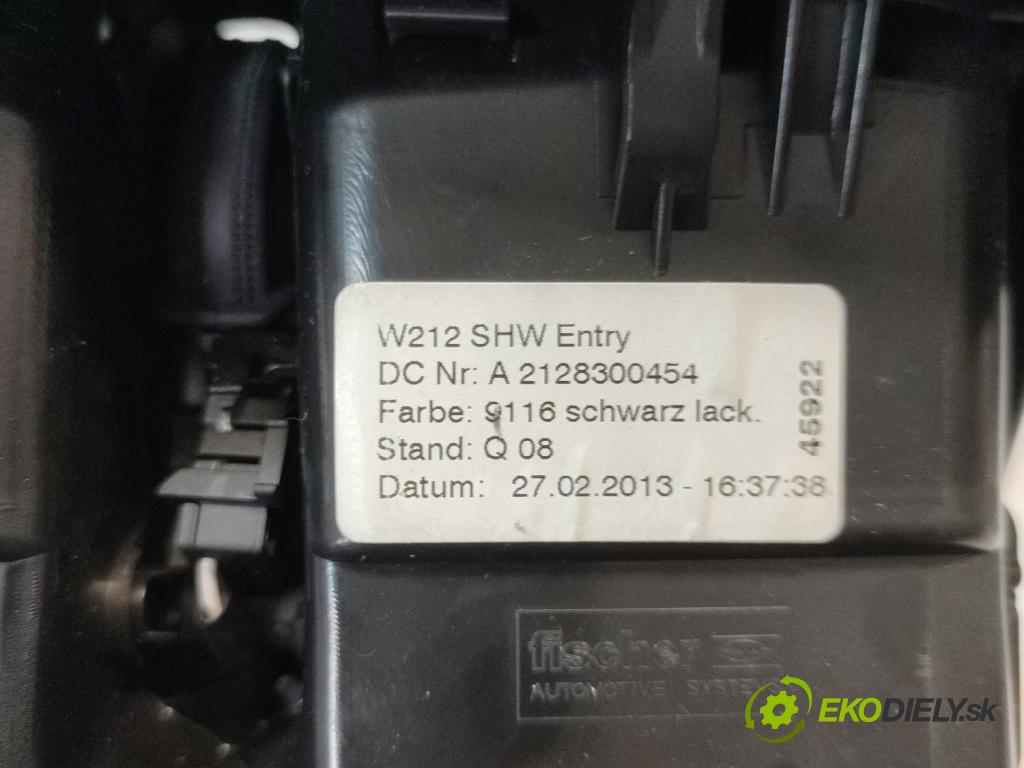 W212 SHW Entry
DC Nr: A 2128300454
Farbe: 9116 schwarz lack.
Stand: Q 08
Datum: 27.02.2013 - 16:37:38
45922
fischer
AUTOMOTIVE SYSTEMS
EKODIELY.sk